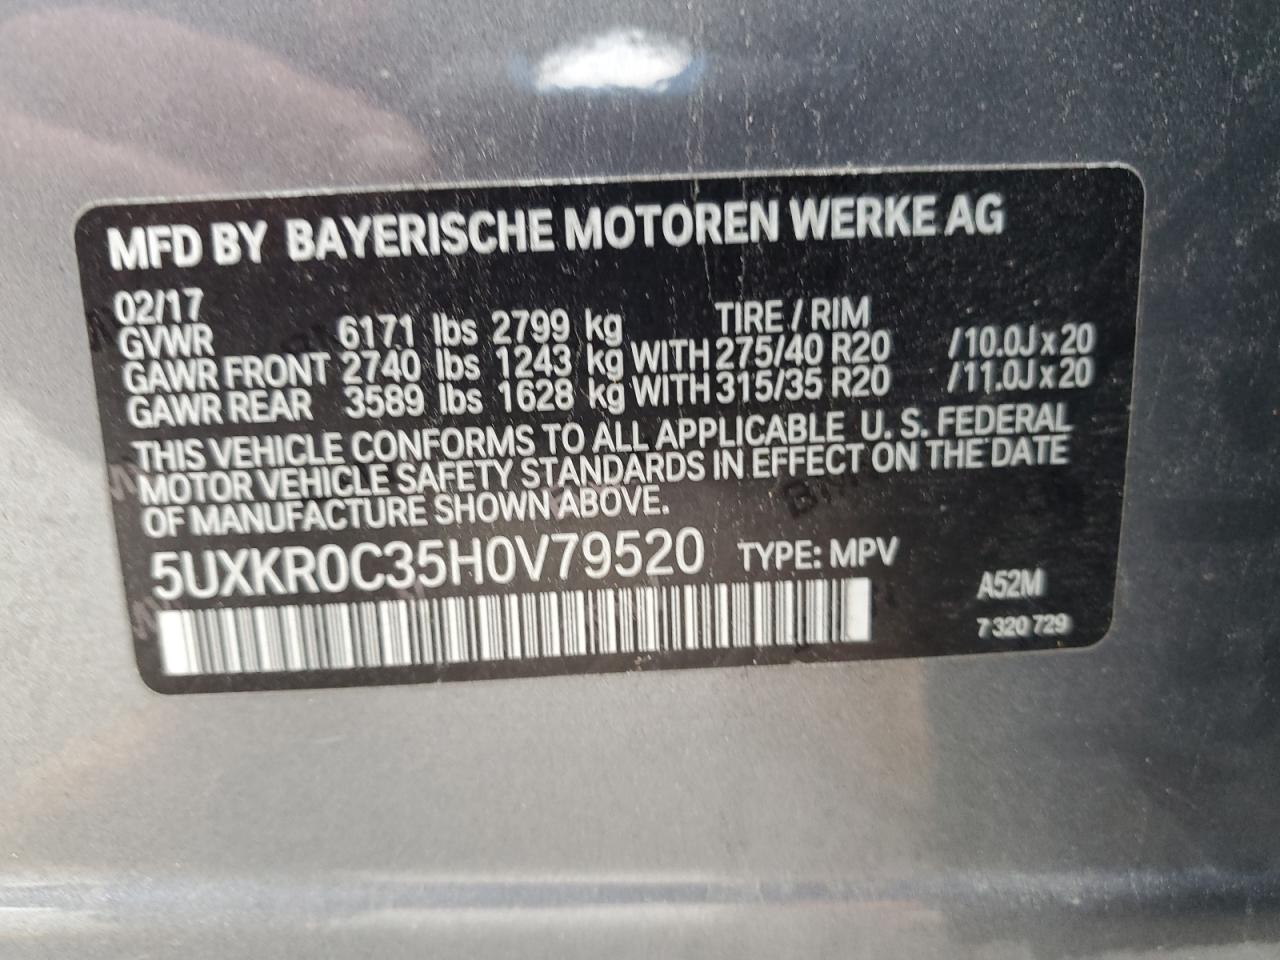 MFD BY BAYERISCHE MOTOREN WERKE AG
02/17 TIRE / RIM
GVWR 6171 lbs 2799 kg
GAWR FRONT 2740 lbs 1243 kg WITH 275/40 R20 /10.0J x 20
GAWR REAR 3589 lbs 1628 kg WITH 315/35 R20 /11.0J x 20
THIS VEHICLE CONFORMS TO ALL APPLICABLE U. S. FEDERAL
MOTOR VEHICLE SAFETY STANDARDS IN EFFECT ON THE DATE
OF MANUFACTURE SHOWN ABOVE.
5UXKR0C35H0V79520 TYPE: MPV
A52M
7 320 729